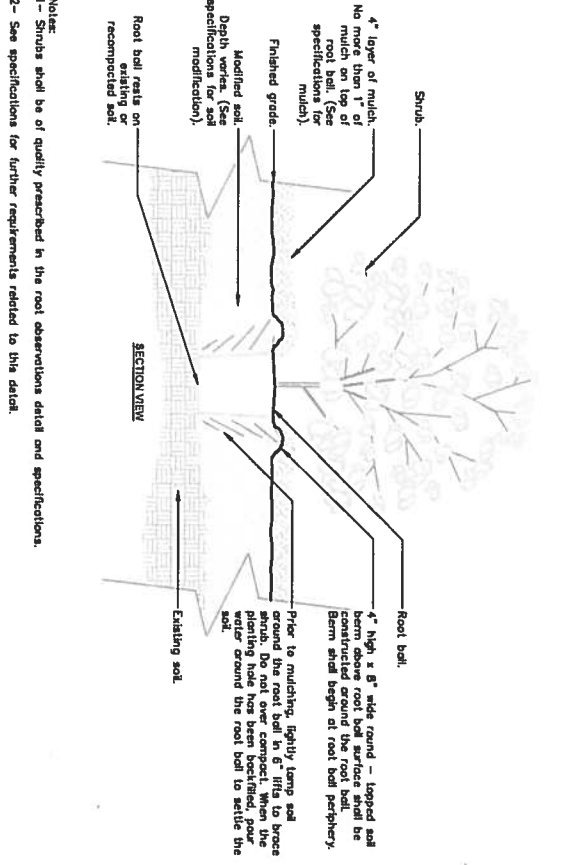 Shrub.
4" layer of mulch.
No more than 1" of
mulch on top of
root ball. (See
specifications for
mulch).
Finished grade.
Modified soil.
Depth varies. (See
specifications for soil
modification).
Root ball rests on
existing or
recompacted soil.
Root ball.
4" high x 8" wide round - topped soil
berm above root ball surface shall be
constructed around the root ball.
Berm shall begin at root ball periphery.
Prior to mulching, lightly tamp soil
around the root ball in 6" lifts to brace
shrub. Do not over compact. When the
planting hole has been backfilled, pour
water around the root ball to settle the
soil.
Existing soil.
SECTION VIEW
Notes:
1- Shrubs shall be of quality prescribed in the root observations detail and specifications.
2- See specifications for further requirements related to this detail.